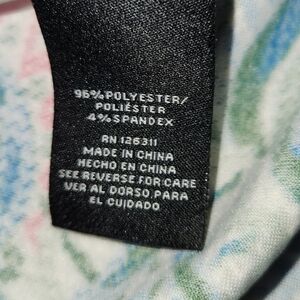 96% POLYESTER/
POLIÉSTER
4% SPANDEX
RN 126311
MADE IN CHINA
HECHO EN CHINA
SEE REVERSE FOR CARE
VER AL DORSO PARA
EL CUIDADO